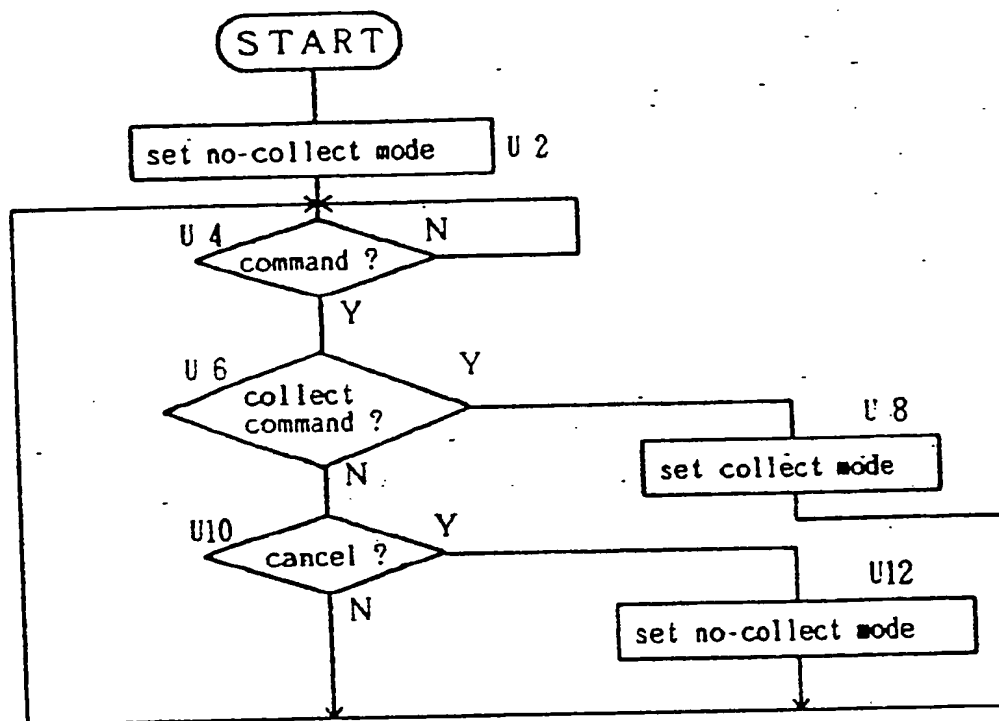 START
set no-collect mode
U 2
U 4
N
command ?
Y
U 6
Y
collect
command ?
U 8
set collect mode
N
U10
Y
cancel ?
U12
N
set no-collect mode